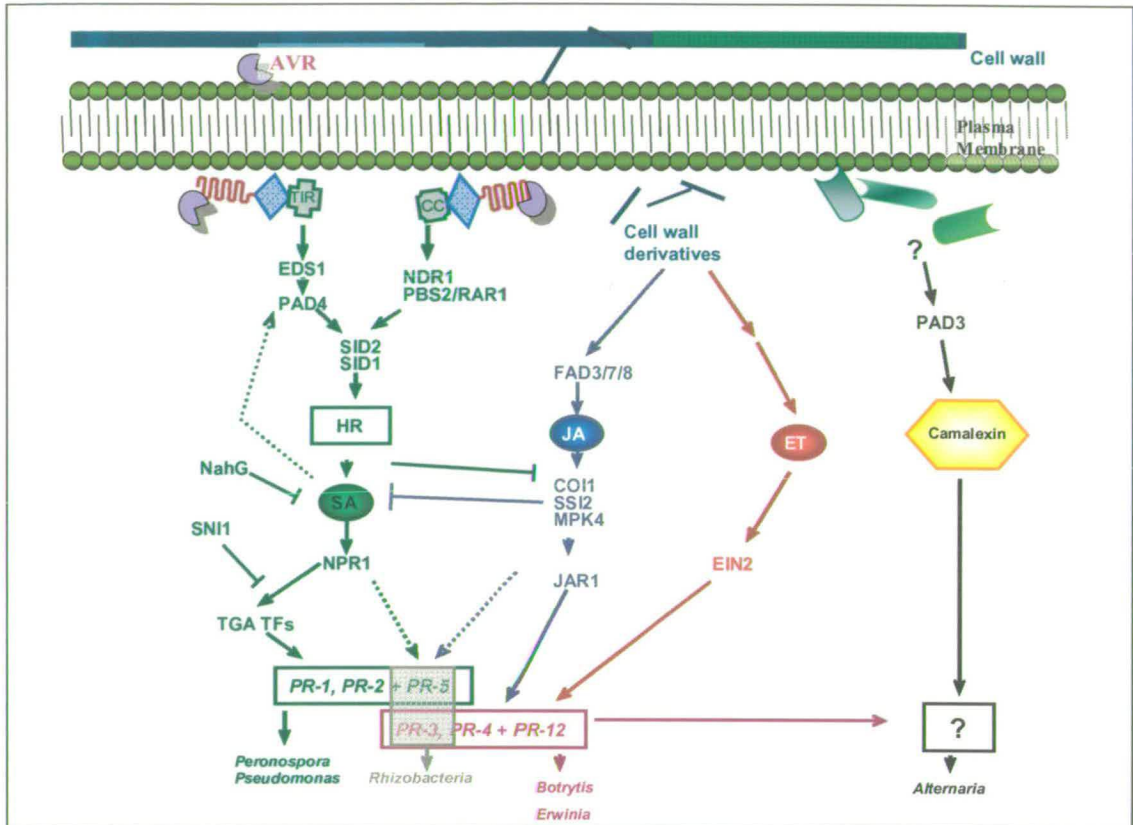 Cell wall
AVR
Plasma
Membrane
TIR
CC
Cell wall
derivatives
?
EDS1
NDR1
PBS2/RAR1
PAD4
PAD3
SID2
SID1
FAD3/7/8
HR
JA
ET
Camalexin
NahG
SA
COI1
SSI2
MPK4
SNI1
NPR1
EIN2
JAR1
TGA TFs
PR-1, PR-2 + PR-5
PR-3, PR-4 + PR-12
?
Peronospora
Pseudomonas
Rhizobacteria
Botrytis
Erwinia
Alternaria